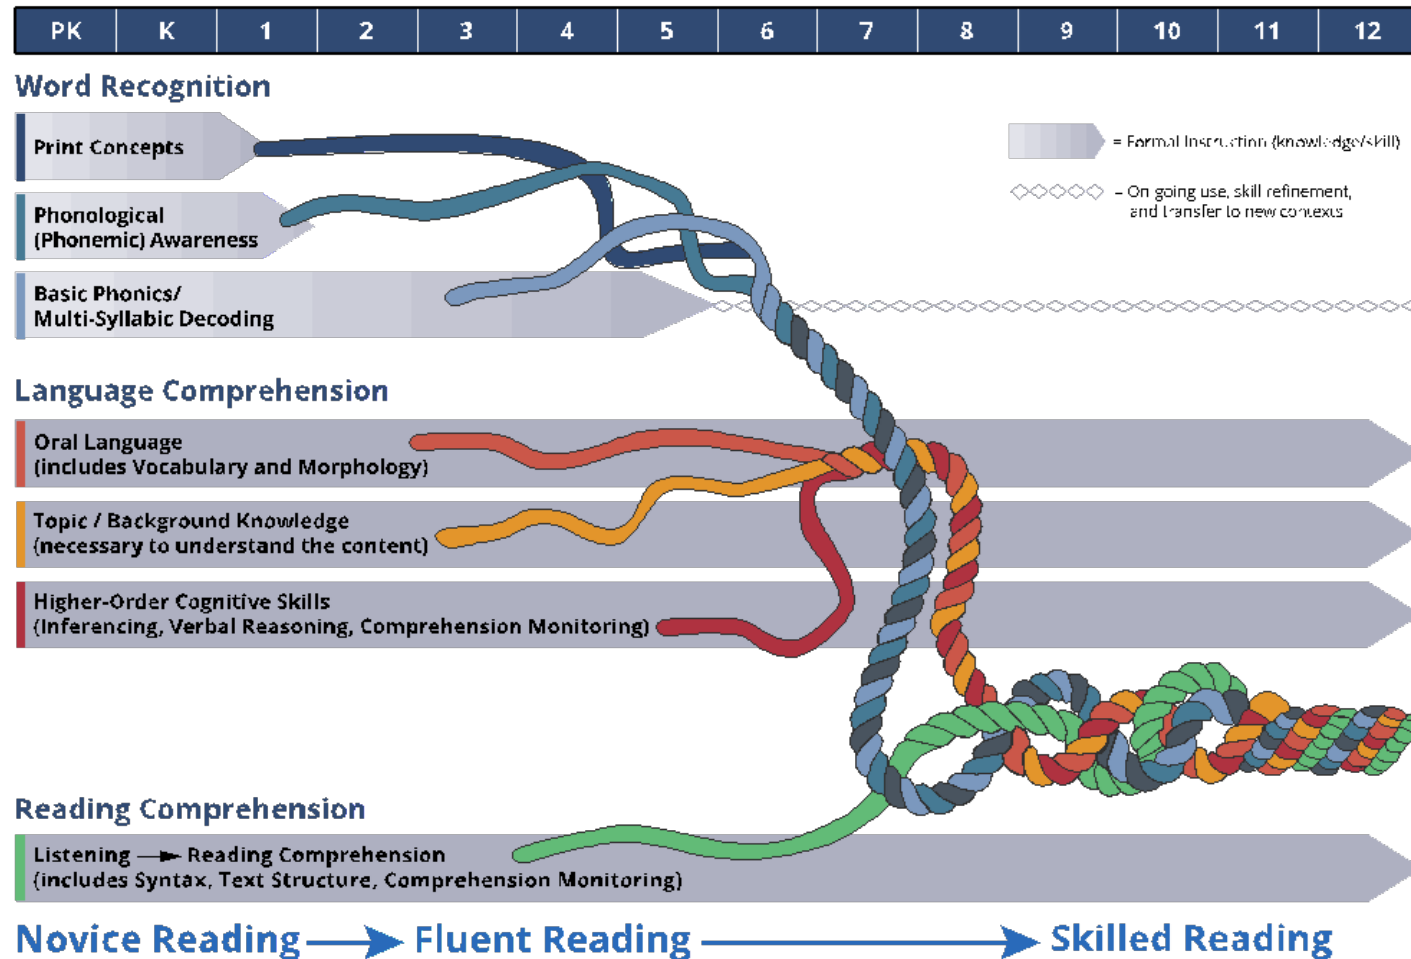 PK K 1 2 3 4 5 6 7 8 9 10 11 12
Word Recognition
Print Concepts
Phonological
(Phonemic) Awareness
Basic Phonics/
Multi-Syllabic Decoding
= Formal Instruction (knowledge/skill)
= On going use, skill refinement,
and transfer to new contexts
Language Comprehension
Oral Language
(includes Vocabulary and Morphology)
Topic / Background Knowledge
(necessary to understand the content)
Higher-Order Cognitive Skills
(Inferencing, Verbal Reasoning, Comprehension Monitoring)
Reading Comprehension
Listening → Reading Comprehension
(includes Syntax, Text Structure, Comprehension Monitoring)
Novice Reading → Fluent Reading → Skilled Reading